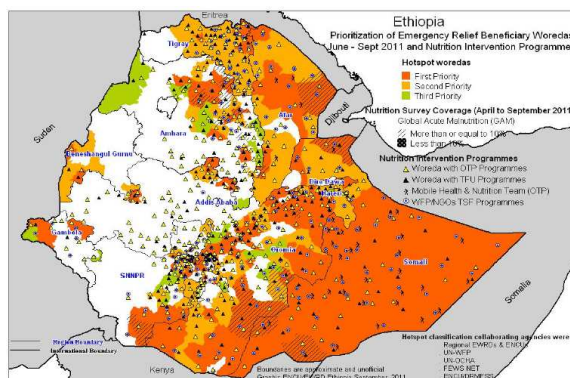 Ethiopia
Prioritization of Emergency Relief Beneficiary Woredas
June - Sept 2011 and Nutrition Intervention Programme
Hotspot woredas
First Priority
Second Priority
Third Priority
Nutrition Survey Coverage (April to September 2011)
Global Acute Malnutrition (GAM)
More than or equal to 10%
Less than 10%
Nutrition Intervention Programmes
Woreda with OTP Programmes
Woreda with TFU Programmes
Mobile Health & Nutrition Team (OTP)
WFP/NGOs TSF Programmes
Eritrea
Tigray
Sudan
Afar
Djibouti
Amhara
Beneshangul Gumu
Dire Dawa
Harari
Addis Ababa
Gambela
Oromia
Somali
SNNPR
Somalia
Kenya
Region Boundary
International Boundary
Boundaries are approximate and unofficial
Hotspot classification collaborating agencies were
Regional EWRDs & ENCU
UN-WFP
UN-OCHA
FEWS NET